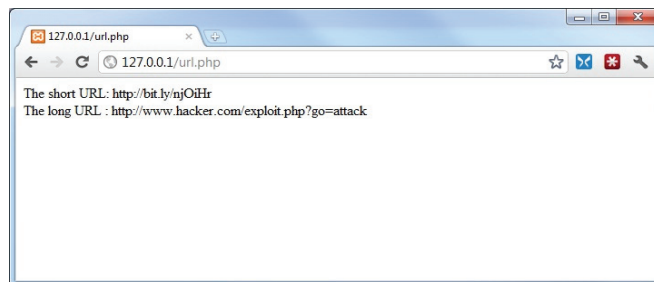 127.0.0.1/url.php
127.0.0.1/url.php
The short URL: http://bit.ly/njOiHr
The long URL : http://www.hacker.com/exploit.php?go=attack